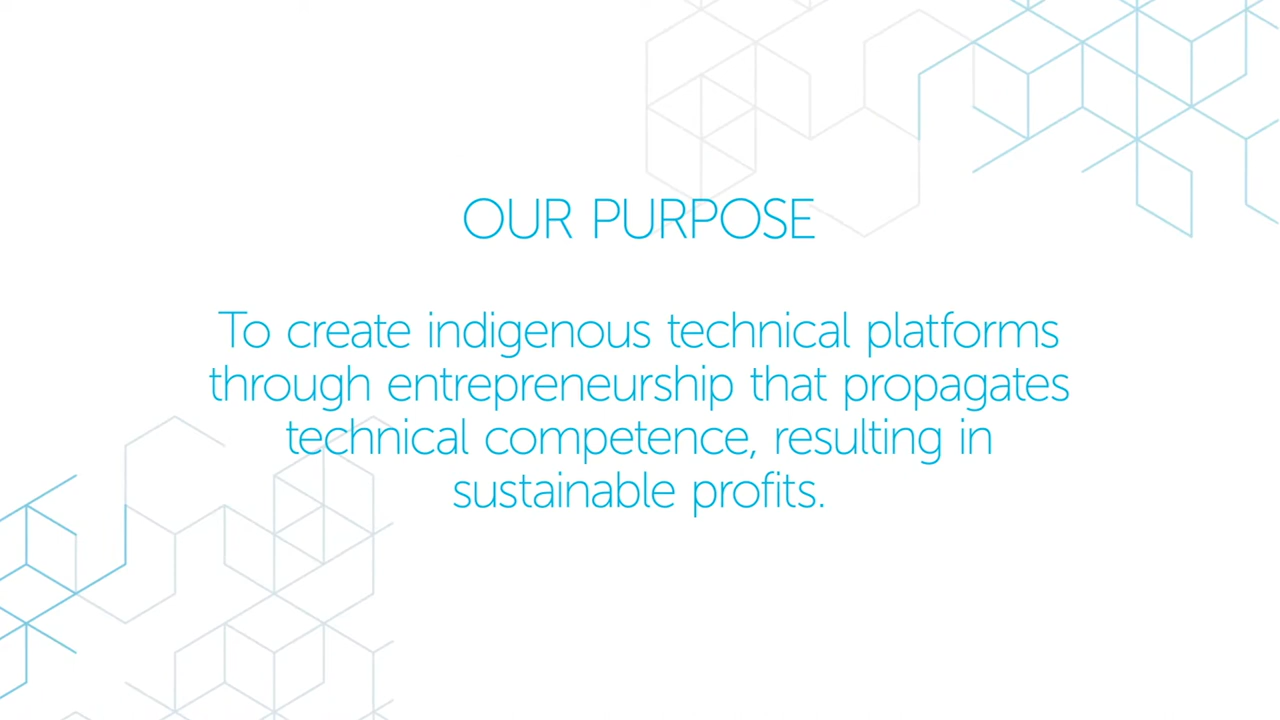 OUR PURPOSE
To create indigenous technical platforms
through entrepreneurship that propagates
technical competence, resulting in
sustainable profits.